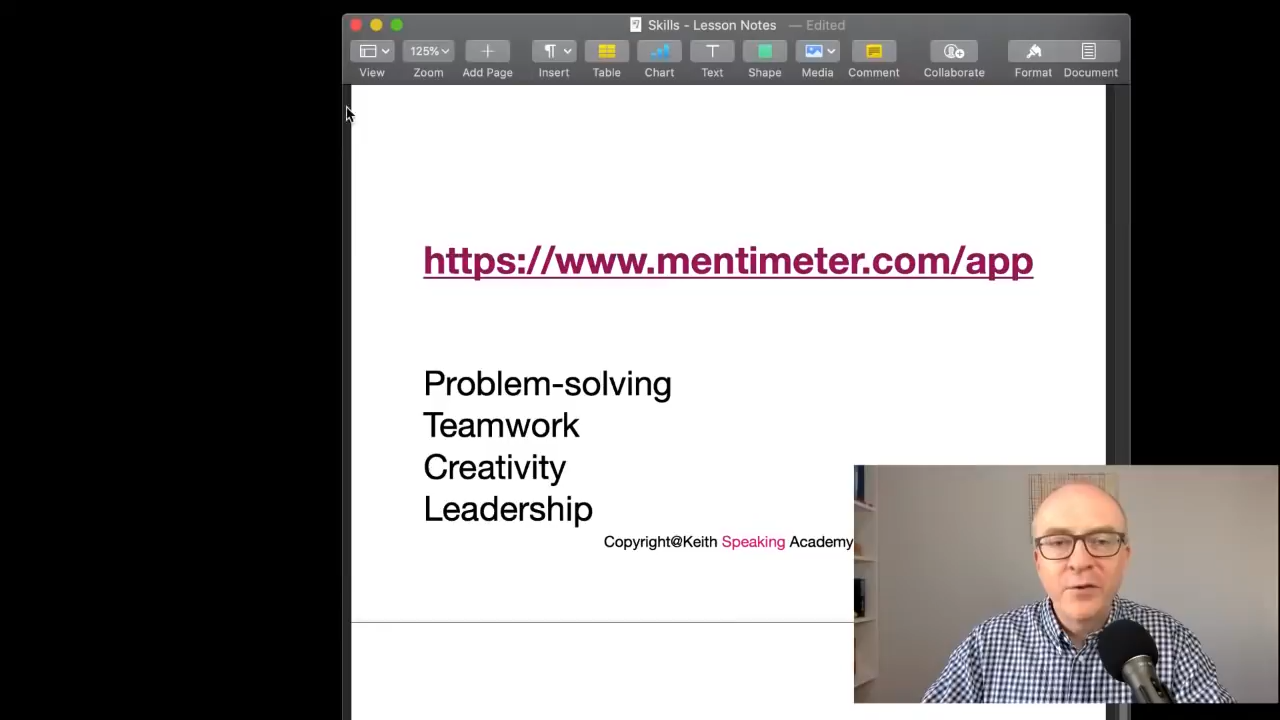 Skills - Lesson Notes — Edited
125%
View Zoom Add Page Insert Table Chart Text Shape Media Comment Collaborate Format Document
https://www.mentimeter.com/app
Problem-solving
Teamwork
Creativity
Leadership
Copyright@Keith Speaking Academy